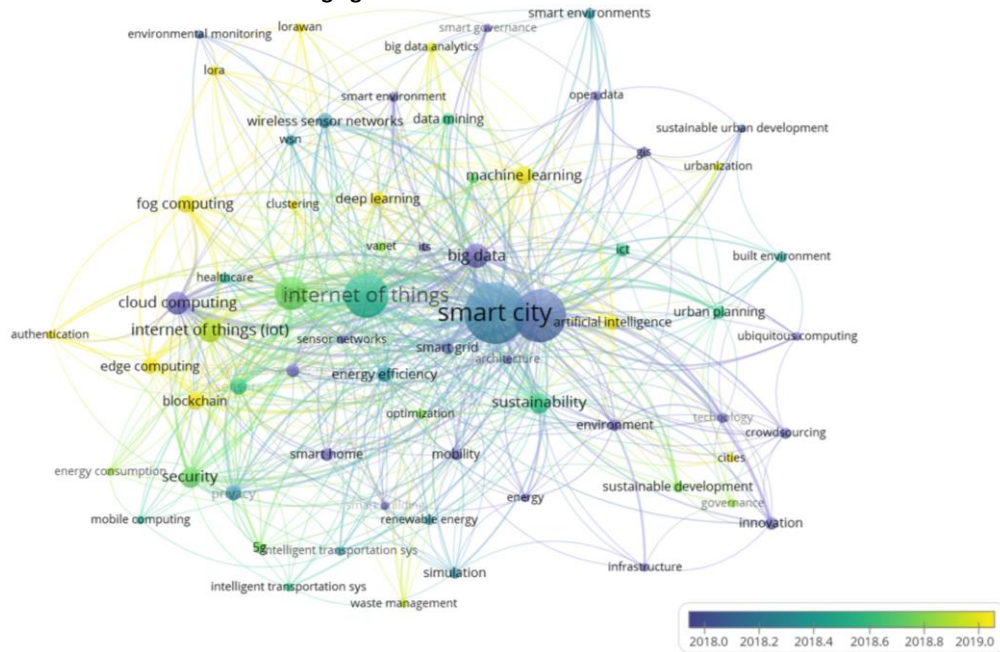 smart environments
lorawan
smart governance
environmental monitoring
big data analytics
lora
smart environment
open data
wireless sensor networks
data mining
sustainable urban development
wsn
gis
urbanization
machine learning
fog computing
clustering
deep learning
vanet
its
big data
ict
built environment
healthcare
internet of things
cloud computing
smart city
urban planning
artificial intelligence
internet of things (iot)
authentication
sensor networks
ubiquitous computing
smart grid
architecture
edge computing
energy efficiency
blockchain
sustainability
optimization
environment
technology
crowdsourcing
smart home
mobility
cities
energy consumption
security
sustainable development
privacy
energy
governance
smart building
mobile computing
renewable energy
innovation
5g
intelligent transportation sys
infrastructure
simulation
intelligent transportation sys
waste management
2018.0 2018.2 2018.4 2018.6 2018.8 2019.0